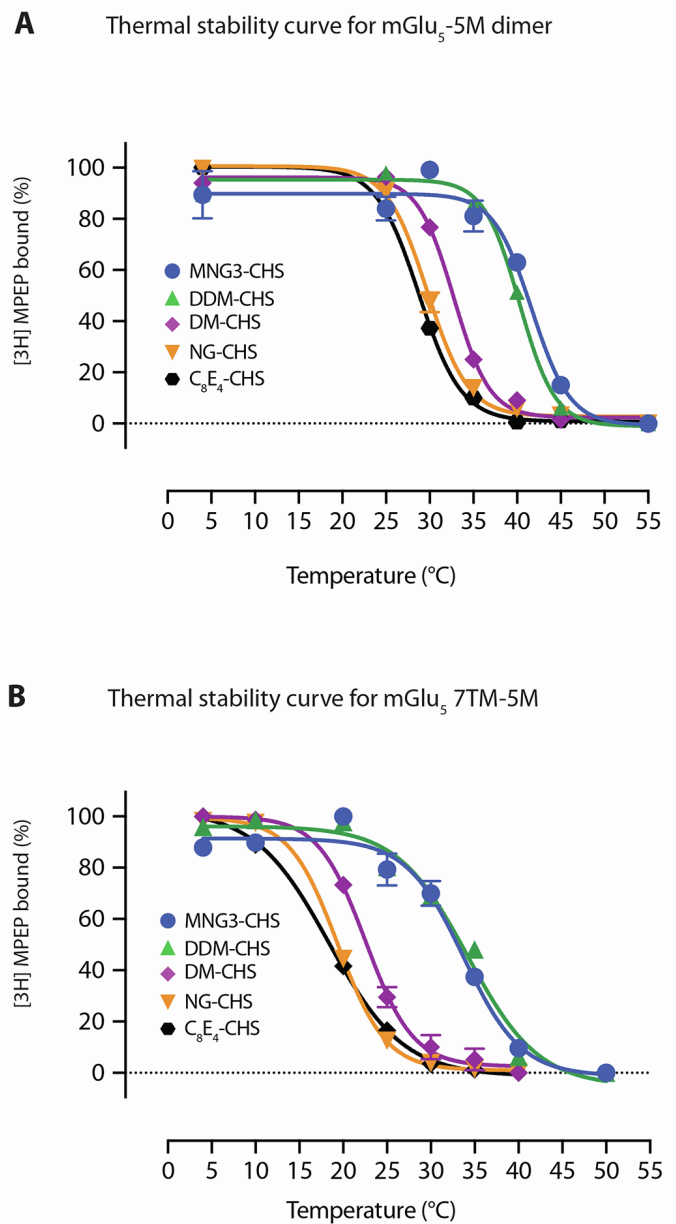 A Thermal stability curve for mGlu5-5M dimer
[3H] MPEP bound (%)
100
80
60
40
20
0
MNG3-CHS
DDM-CHS
DM-CHS
NG-CHS
C8E4-CHS
0 5 10 15 20 25 30 35 40 45 50 55
Temperature (°C)
B Thermal stability curve for mGlu5 7TM-5M
[3H] MPEP bound (%)
100
80
60
40
20
0
MNG3-CHS
DDM-CHS
DM-CHS
NG-CHS
C8E4-CHS
0 5 10 15 20 25 30 35 40 45 50 55
Temperature (°C)